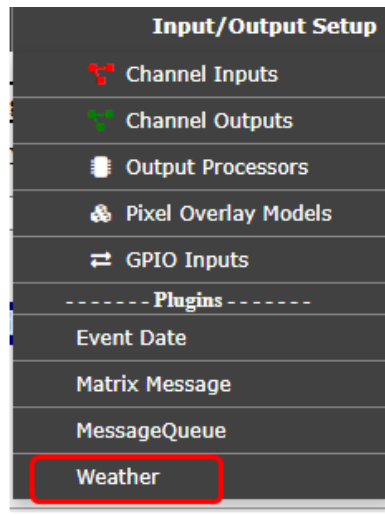 Input/Output Setup
Channel Inputs
Channel Outputs
Output Processors
Pixel Overlay Models
GPIO Inputs
------- Plugins -------
Event Date
Matrix Message
MessageQueue
Weather